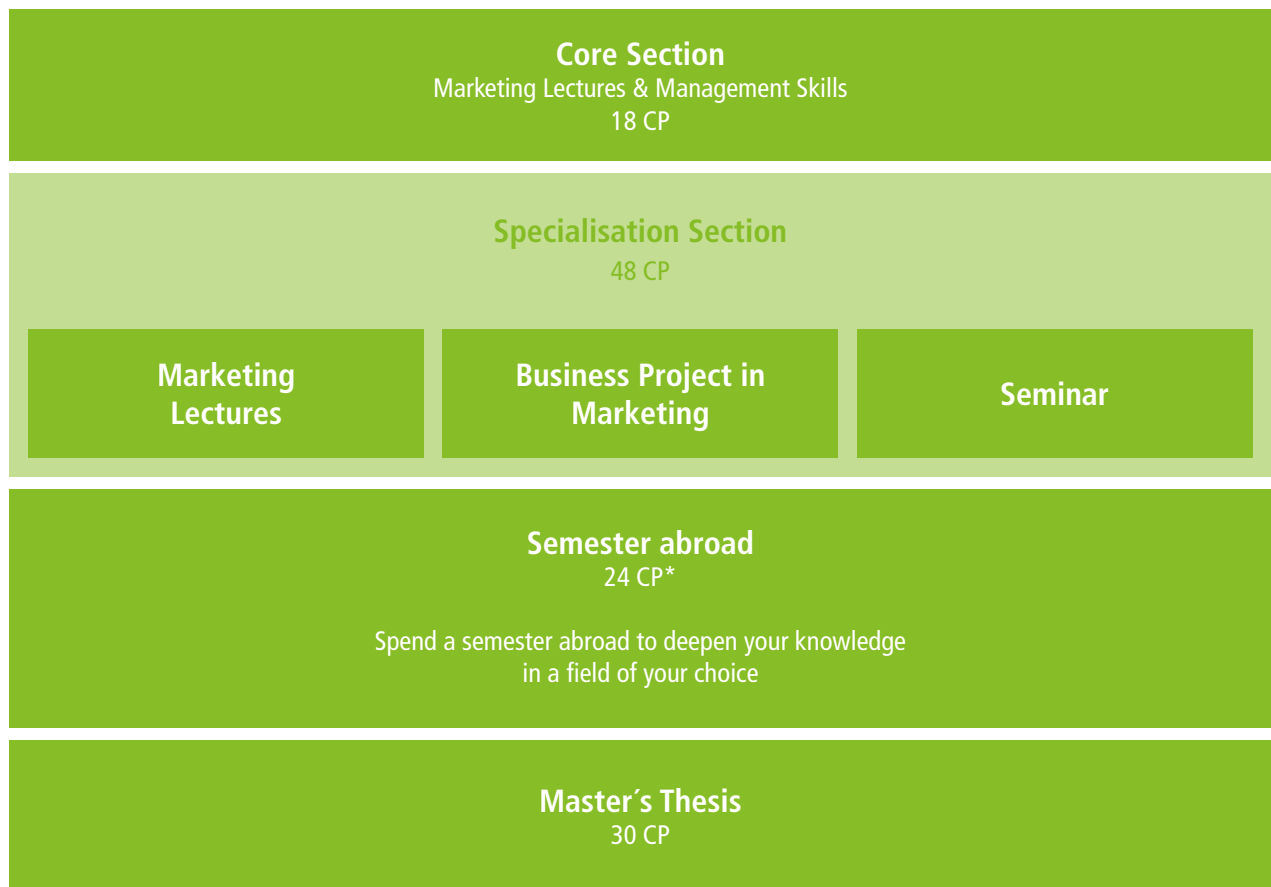 Core Section
Marketing Lectures & Management Skills
18 CP
Specialisation Section
48 CP
Marketing
Lectures
Business Project in
Marketing
Seminar
Semester abroad
24 CP*
Spend a semester abroad to deepen your knowledge
in a field of your choice
Master´s Thesis
30 CP